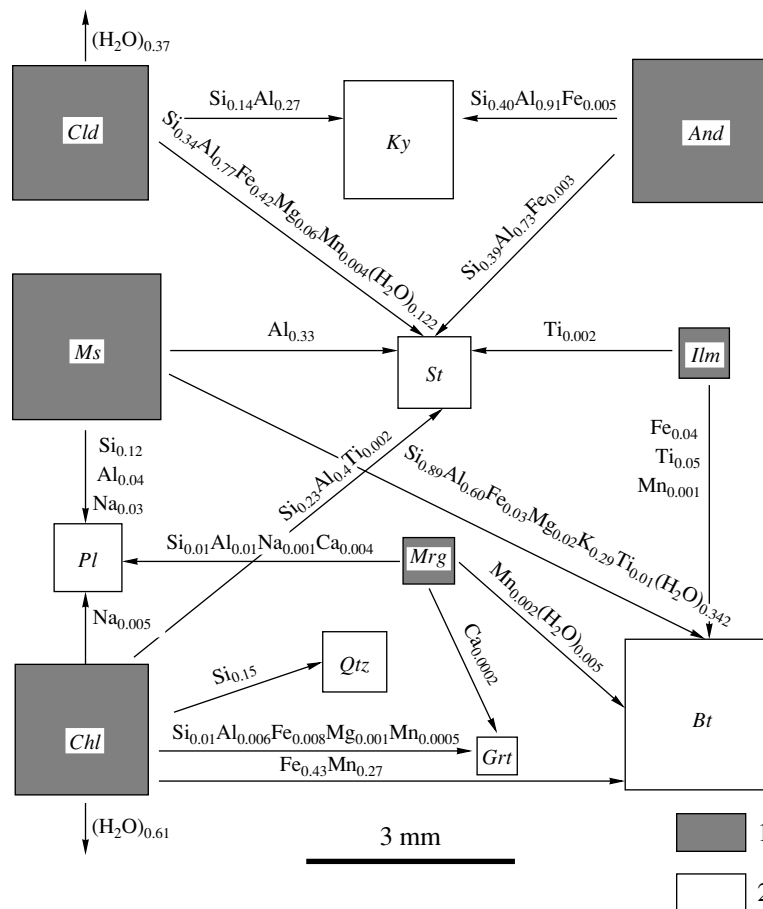 (H₂O)₀.₃₇
Cld
Si₀.₁₄Al₀.₂₇
Ky
Si₀.₄₀Al₀.₉₁Fe₀.₀₀₅
And
Si₀.₃₄Al₀.₇₇Fe₀.₄₂Mg₀.₀₆Mn₀.₀₀₄(H₂O)₀.₁₂₂
Si₀.₃₉Al₀.₇₃Fe₀.₀₀₃
Ms
Al₀.₃₃
St
Ti₀.₀₀₂
Ilm
Si₀.₁₂
Al₀.₀₄
Na₀.₀₃
Si₀.₂₃Al₀.₄Ti₀.₀₀₂
Si₀.₈₉Al₀.₆₀Fe₀.₀₃Mg₀.₀₂K₀.₂₉Ti₀.₀₁(H₂O)₀.₃₄₂
Fe₀.₀₄
Ti₀.₀₅
Mn₀.₀₀₁
Pl
Si₀.₀₁Al₀.₀₁Na₀.₀₀₁Ca₀.₀₀₄
Mrg
Mn₀.₀₀₂(H₂O)₀.₀₀₅
Na₀.₀₀₅
Ca₀.₀₀₀₂
Chl
Si₀.₁₅
Qtz
Si₀.₀₁Al₀.₀₀₆Fe₀.₀₀₈Mg₀.₀₀₁Mn₀.₀₀₀₅
Grt
Bt
Fe₀.₄₃Mn₀.₂₇
(H₂O)₀.₆₁
3 mm
1
2